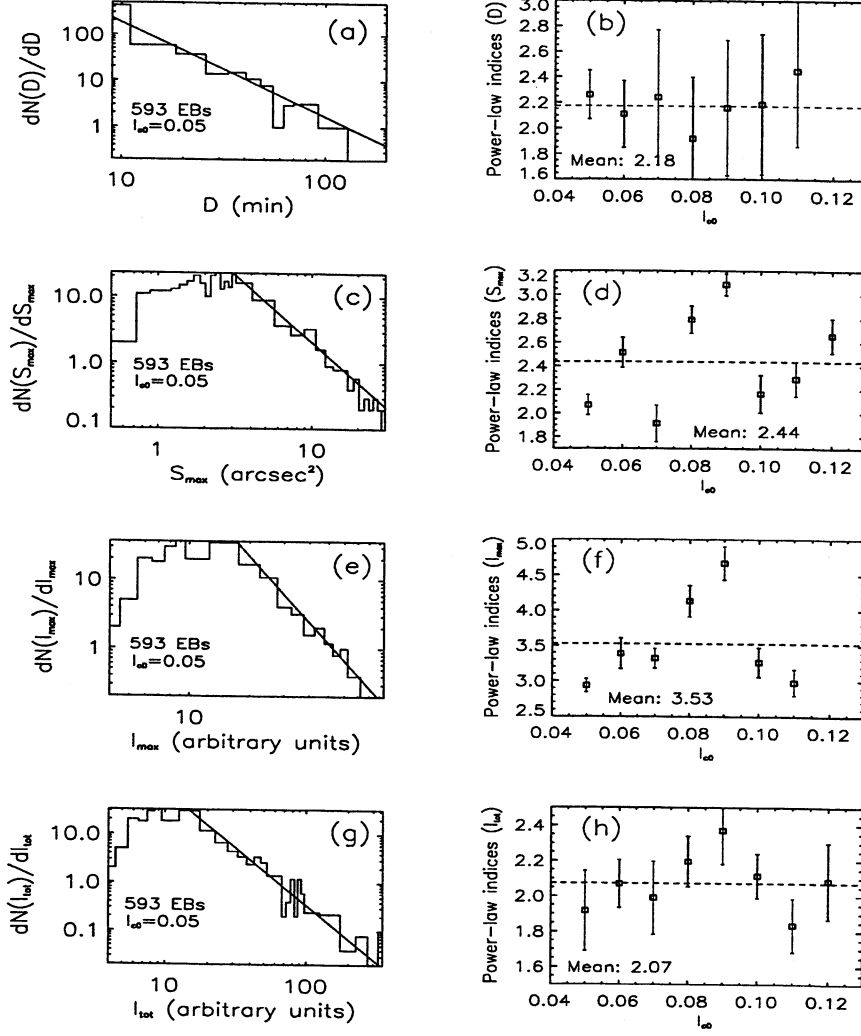 dN(D)/dD
100
10
1
(a)
593 EBs
I_c0=0.05
10
100
D (min)
Power-law indices (D)
3.0
2.8
2.6
2.4
2.2
2.0
1.8
1.6
(b)
Mean: 2.18
0.04
0.06
0.08
0.10
0.12
I_c0
dN(S_max)/dS_max
10.0
1.0
0.1
(c)
593 EBs
I_c0=0.05
1
10
S_max (arcsec²)
Power-law indices (S_max)
3.2
3.0
2.8
2.6
2.4
2.2
2.0
1.8
(d)
Mean: 2.44
0.04
0.06
0.08
0.10
0.12
I_c0
dN(I_max)/dI_max
10
1
(e)
593 EBs
I_c0=0.05
10
I_max (arbitrary units)
Power-law indices (I_max)
5.0
4.5
4.0
3.5
3.0
2.5
(f)
Mean: 3.53
0.04
0.06
0.08
0.10
0.12
I_c0
dN(I_tot)/dI_tot
10.0
1.0
0.1
(g)
593 EBs
I_c0=0.05
10
100
I_tot (arbitrary units)
Power-law indices (I_tot)
2.4
2.2
2.0
1.8
1.6
(h)
Mean: 2.07
0.04
0.06
0.08
0.10
0.12
I_c0